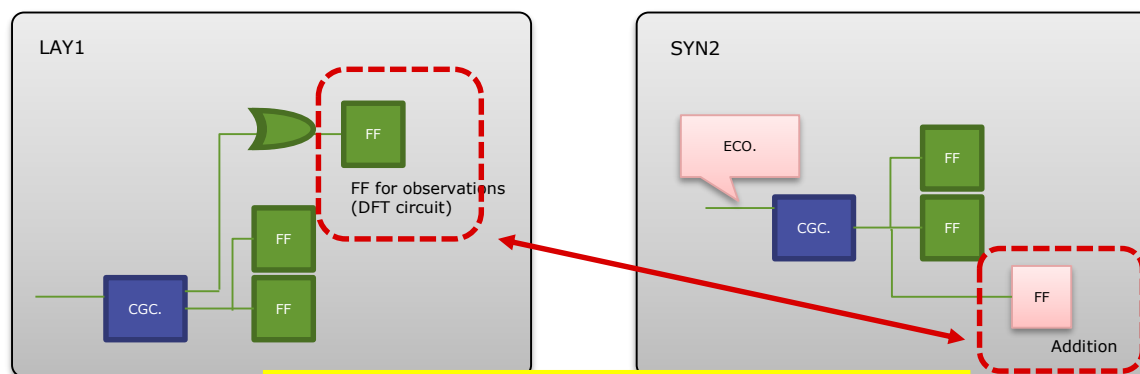 LAY1
FF
FF for observations
(DFT circuit)
FF
CGC.
FF
SYN2
ECO.
FF
CGC.
FF
FF
Addition